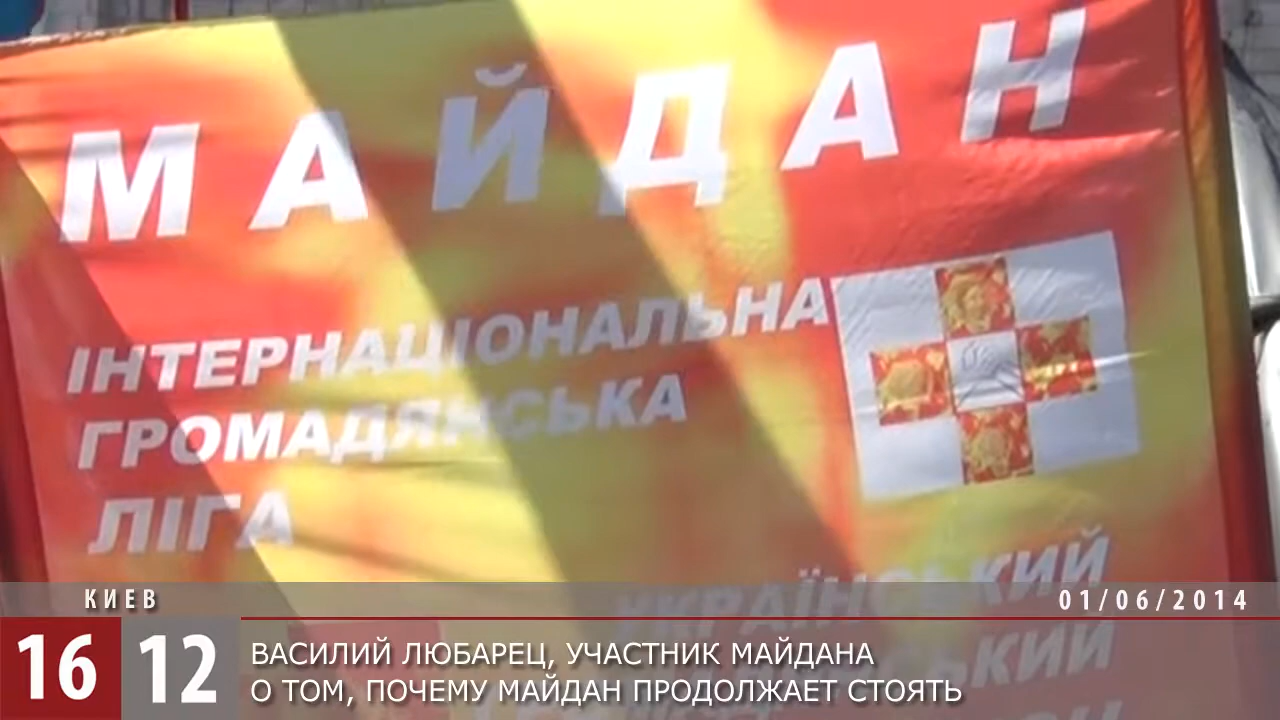 МАЙДАН
ІНТЕРНАЦІОНАЛЬНА
ГРОМАДЯНСЬКА
ЛІГА
УКРАЇНСЬКИЙ
КИЕВ
01/06/2014
16 12
ВАСИЛИЙ ЛЮБАРЕЦ, УЧАСТНИК МАЙДАНА
О ТОМ, ПОЧЕМУ МАЙДАН ПРОДОЛЖАЕТ СТОЯТЬ